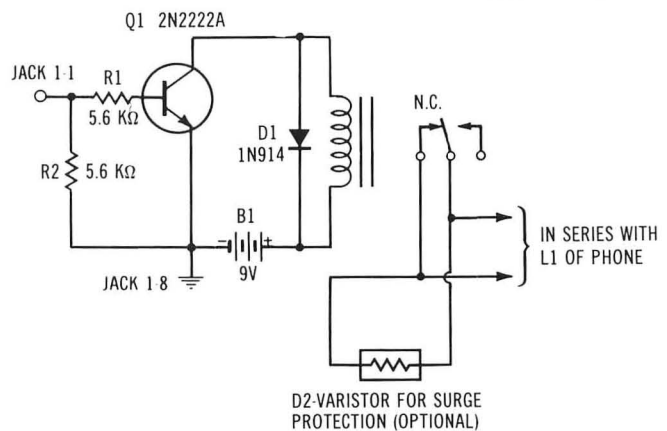 Q1 2N2222A
JACK 1-1
R1
5.6 KΩ
R2
5.6 KΩ
D1
1N914
N.C.
B1
- +
9V
JACK 1-8
IN SERIES WITH
L1 OF PHONE
D2-VARISTOR FOR SURGE
PROTECTION (OPTIONAL)